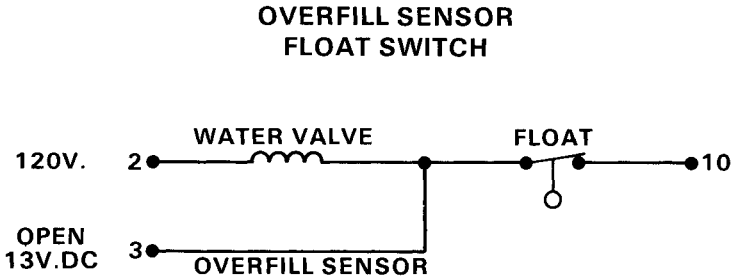 OVERFILL SENSOR
FLOAT SWITCH
WATER VALVE
FLOAT
120V. 2
10
OPEN
13V.DC 3
OVERFILL SENSOR